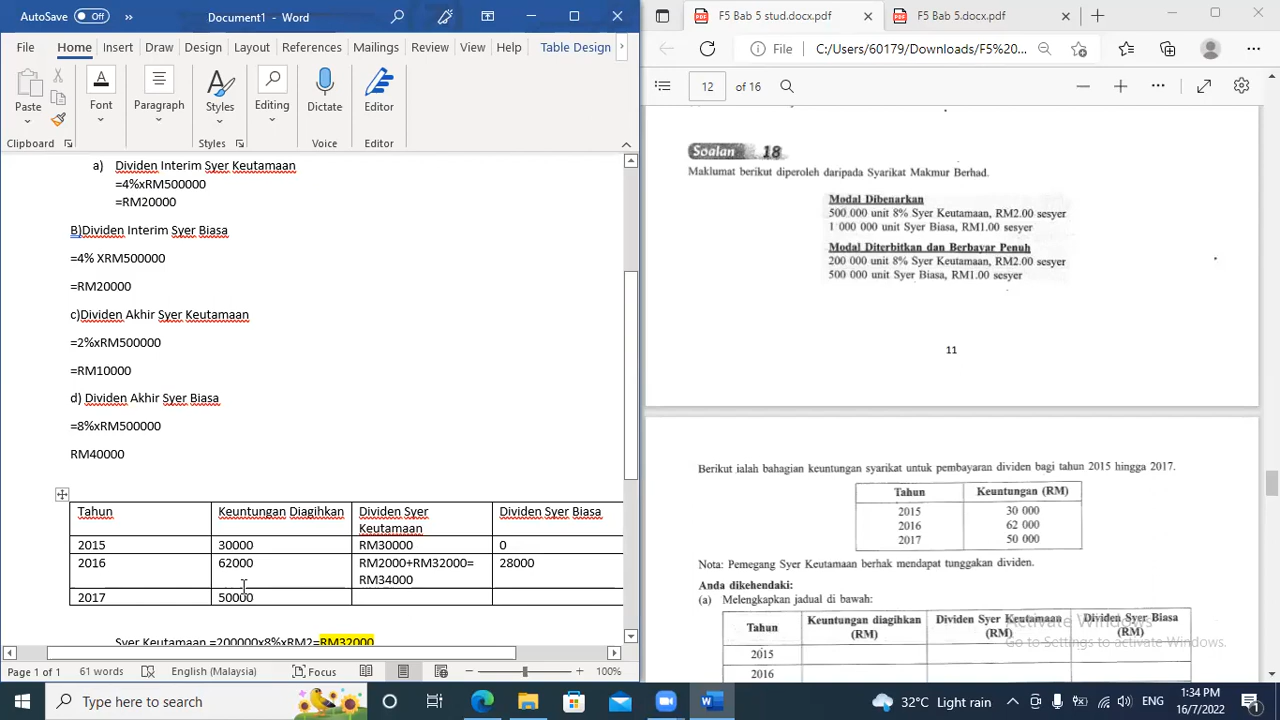 AutoSave Off
Document1 - Word
File Home Insert Draw Design Layout References Mailings Review View Help Table Design
Paste Font Paragraph Styles Editing Dictate Editor
Clipboard Styles Voice Editor
a) Dividen Interim Syer Keutamaan
=4%xRM500000
=RM20000
B)Dividen Interim Syer Biasa
=4% XRM500000
=RM20000
c)Dividen Akhir Syer Keutamaan
=2%xRM500000
=RM10000
d) Dividen Akhir Syer Biasa
=8%xRM500000
RM40000
Tahun Keuntungan Diagihkan Dividen Syer Keutamaan Dividen Syer Biasa
2015 30000 RM30000 0
2016 62000 RM2000+RM32000= 28000
RM34000
2017 50000
Syer Keutamaan =200000x8%xRM2=RM32000
Page 1 of 1 61 words English (Malaysia) Focus 100%
F5 Bab 5 stud.docx.pdf
F5 Bab 5.docx.pdf
File C:/Users/60179/Downloads/F5%20...
12 of 16
Soalan 18
Maklumat berikut diperoleh daripada Syarikat Makmur Berhad.
Modal Dibenarkan
500 000 unit 8% Syer Keutamaan, RM2.00 sesyer
1 000 000 unit Syer Biasa, RM1.00 sesyer
Modal Diterbitkan dan Berbayar Penuh
200 000 unit 8% Syer Keutamaan, RM2.00 sesyer
500 000 unit Syer Biasa, RM1.00 sesyer
11
Berikut ialah bahagian keuntungan syarikat untuk pembayaran dividen bagi tahun 2015 hingga 2017.
Tahun Keuntungan (RM)
2015 30 000
2016 62 000
2017 50 000
Nota: Pemegang Syer Keutamaan berhak mendapat tunggakan dividen.
Anda dikehendaki:
(a) Melengkapkan jadual di bawah:
Tahun Keuntungan diagihkan (RM) Dividen Syer Keutamaan (RM) Dividen Syer Biasa (RM)
2015
2016
Activate Windows
Go to Settings to activate Windows.
Type here to search
32°C Light rain
ENG
1:34 PM
16/7/2022